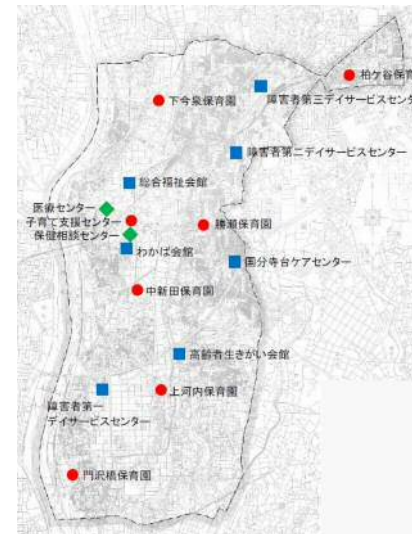 柏ケ谷保育
障害者第三デイサービスセンタ
下今泉保育園
障害者第二デイサービスセンター
総合福祉会館
医療センター
子育て支援センター
保健相談センター
勝瀬保育園
わかば会館
国分寺台ケアセンター
中新田保育園
高齢者生きがい会館
上河内保育園
障害者第一
デイサービスセンター
門沢橋保育園